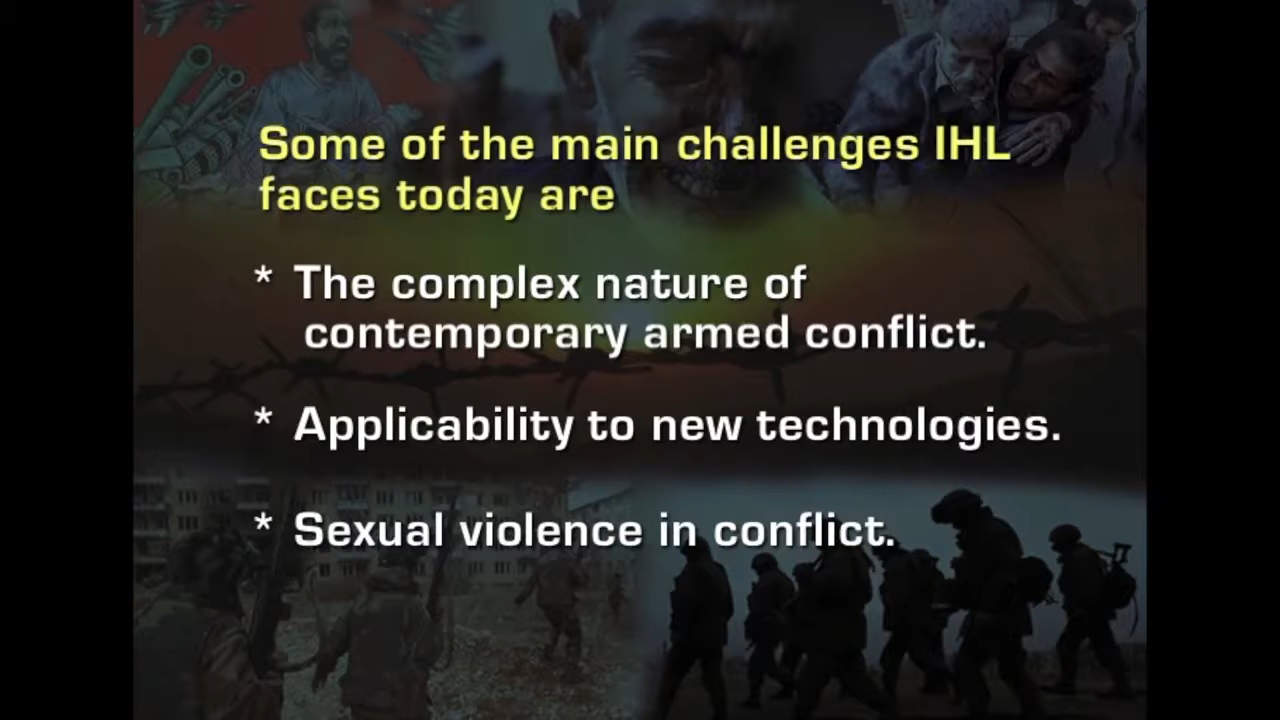 Some of the main challenges IHL
faces today are
* The complex nature of
contemporary armed conflict.
* Applicability to new technologies.
* Sexual violence in conflict.